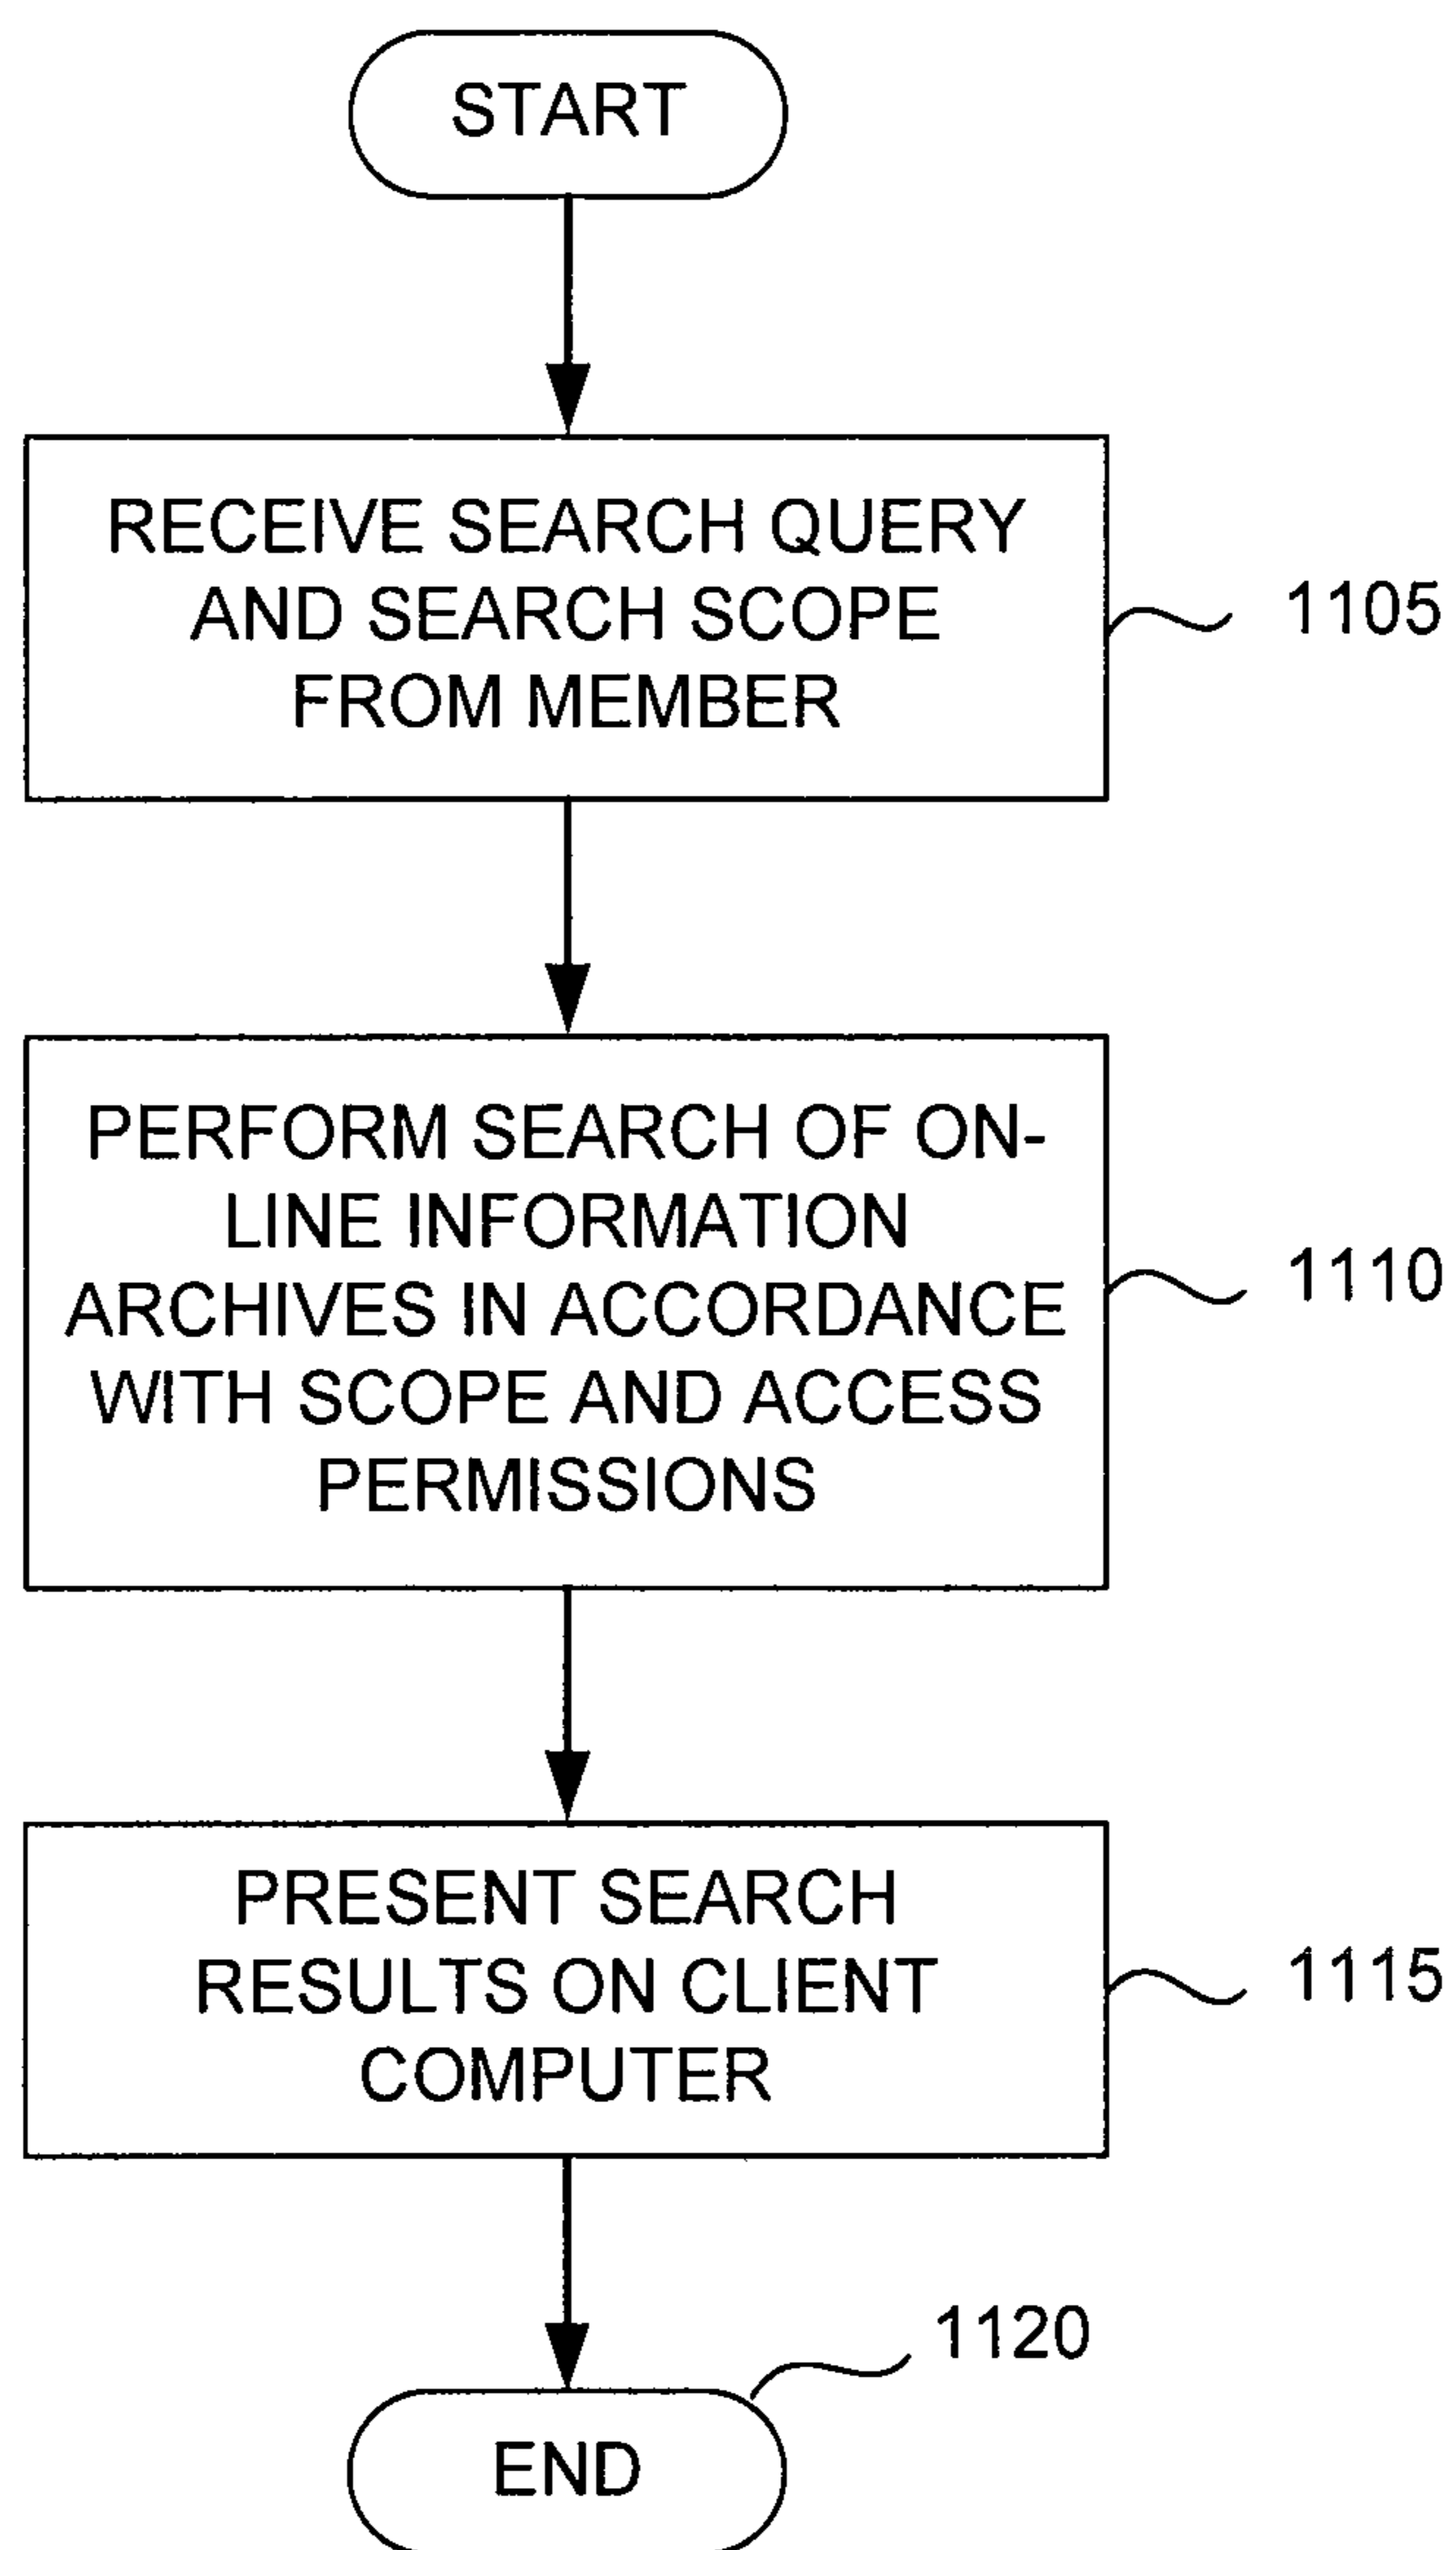 START
RECEIVE SEARCH QUERY
AND SEARCH SCOPE
FROM MEMBER
1105
PERFORM SEARCH OF ON-
LINE INFORMATION
ARCHIVES IN ACCORDANCE
WITH SCOPE AND ACCESS
PERMISSIONS
1110
PRESENT SEARCH
RESULTS ON CLIENT
COMPUTER
1115
1120
END